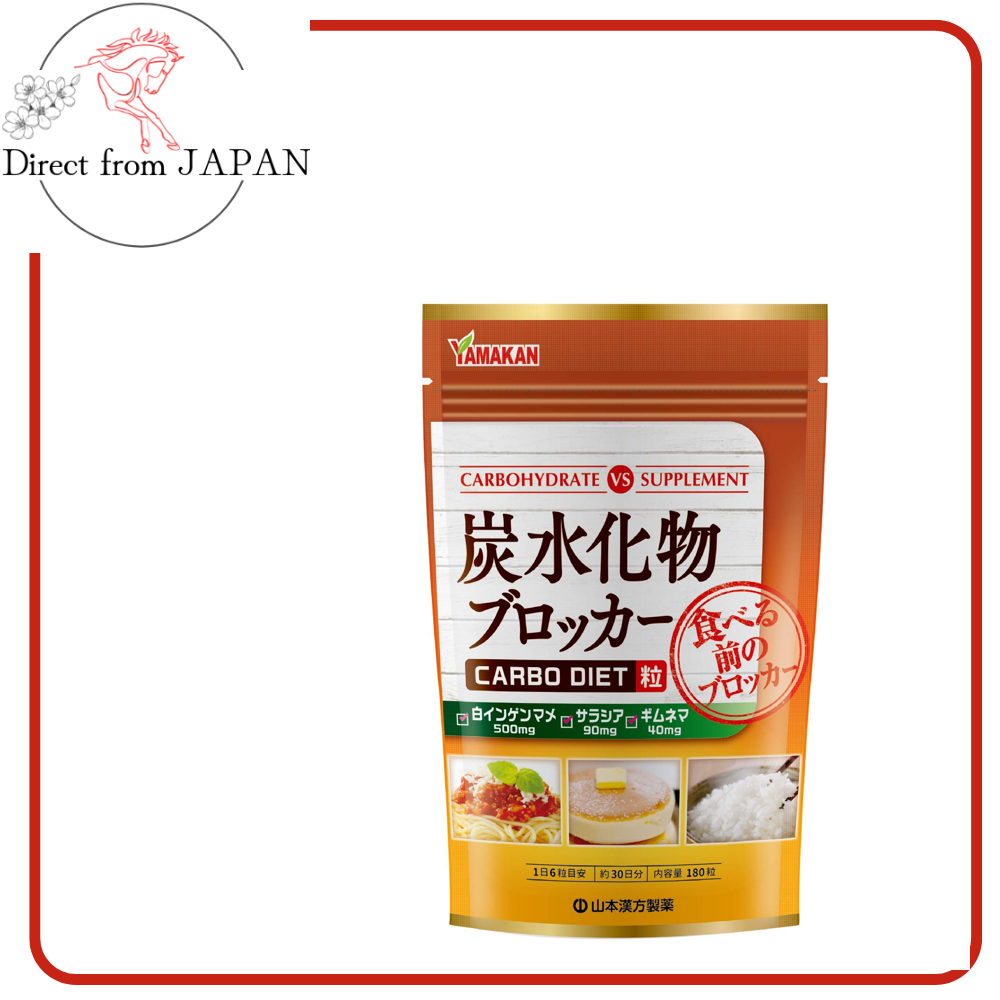 Direct from JAPAN
YAMAKAN
CARBOHYDRATE VS SUPPLEMENT
炭水化物
ブロッカー
CARBO DIET 粒
食べる
前の
ブロッカー
白インゲンマメ 500mg サラシア 90mg ギムネマ 40mg
1日6粒目安 約30日分 内容量 180粒
山本漢方製薬